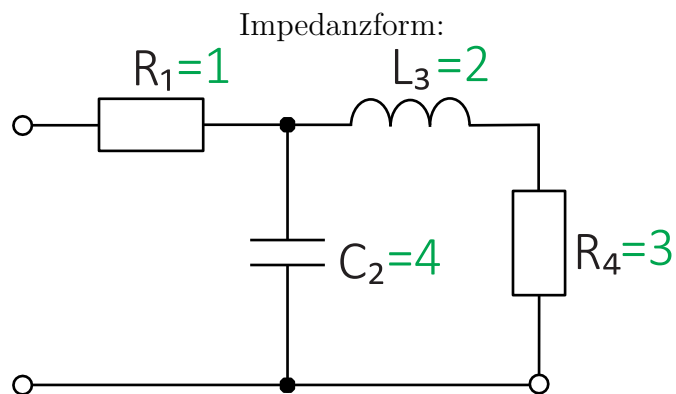 Impedanzform:
R₁=1
L₃=2
C₂=4
R₄=3